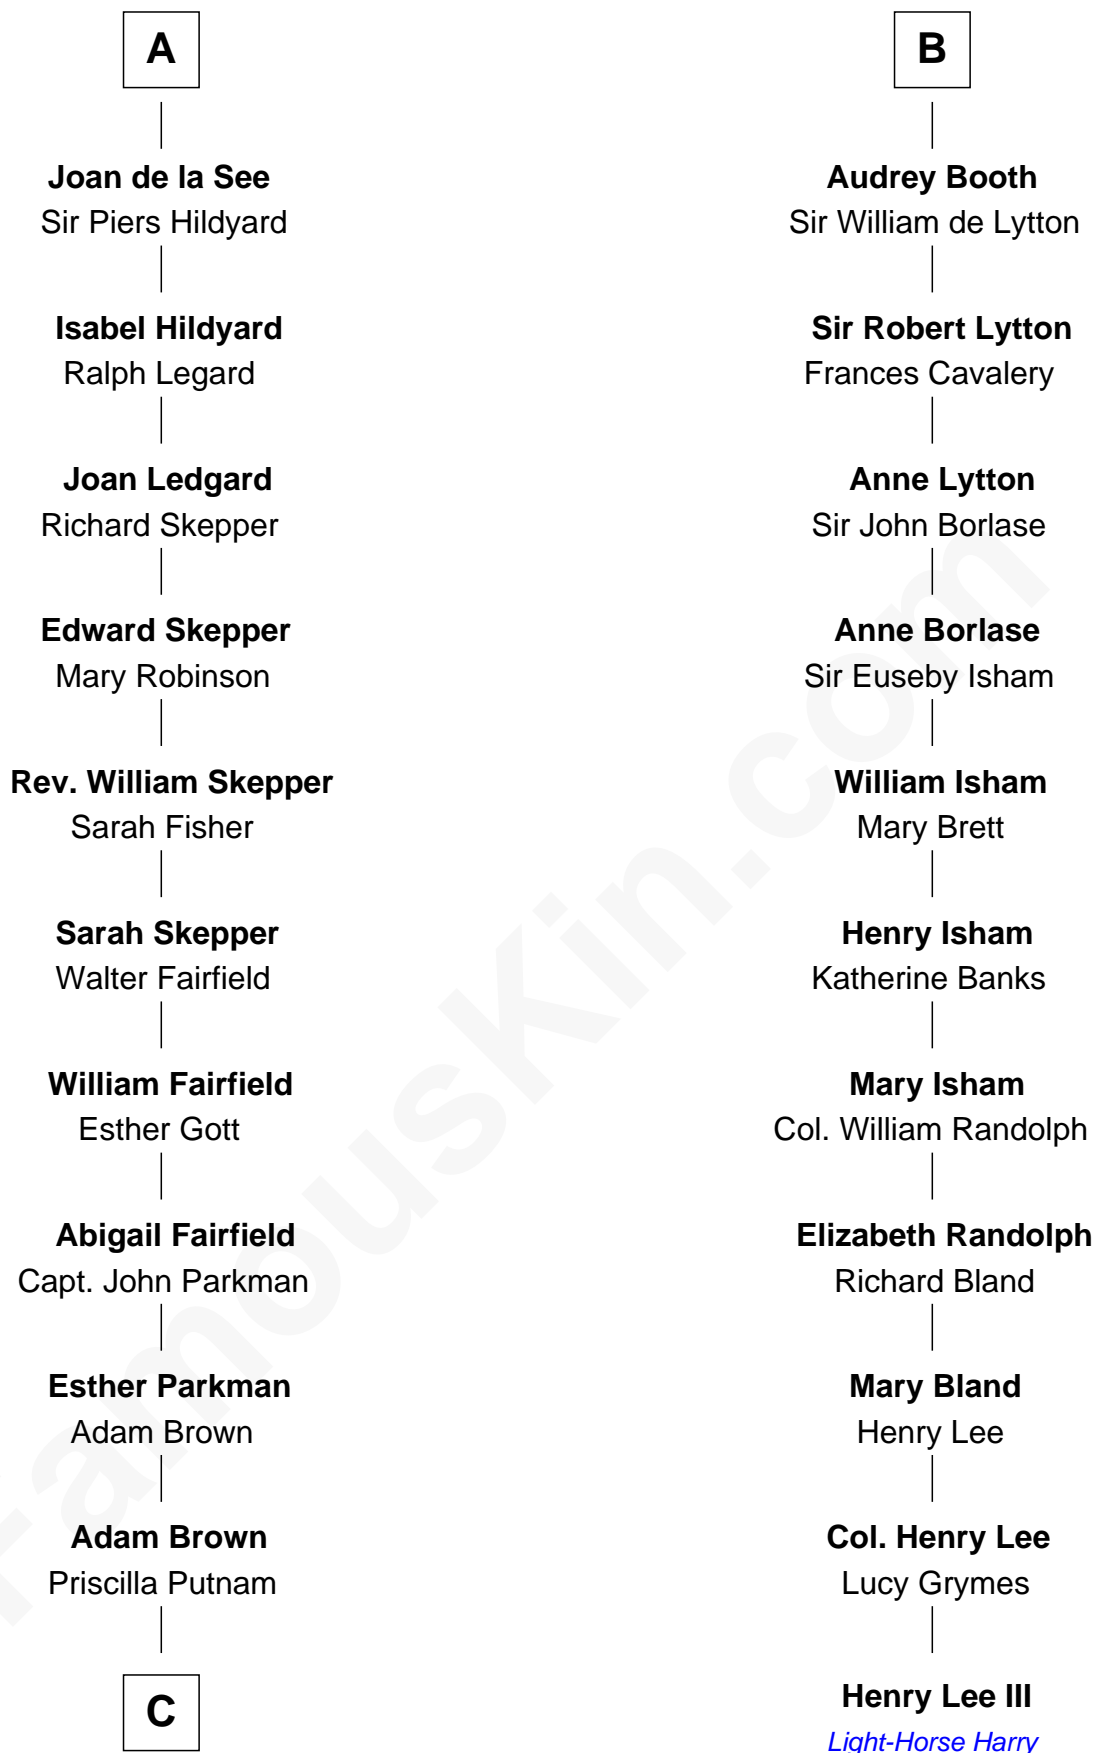 A
Joan de la See
Sir Piers Hildyard
Isabel Hildyard
Ralph Legard
Joan Ledgard
Richard Skepper
Edward Skepper
Mary Robinson
Rev. William Skepper
Sarah Fisher
Sarah Skepper
Walter Fairfield
William Fairfield
Esther Gott
Abigail Fairfield
Capt. John Parkman
Esther Parkman
Adam Brown
Adam Brown
Priscilla Putnam
C
B
Audrey Booth
Sir William de Lytton
Sir Robert Lytton
Frances Cavalery
Anne Lytton
Sir John Borlase
Anne Borlase
Sir Euseby Isham
William Isham
Mary Brett
Henry Isham
Katherine Banks
Mary Isham
Col. William Randolph
Elizabeth Randolph
Richard Bland
Mary Bland
Henry Lee
Col. Henry Lee
Lucy Grymes
Henry Lee III
Light-Horse Harry
FamousKin.com